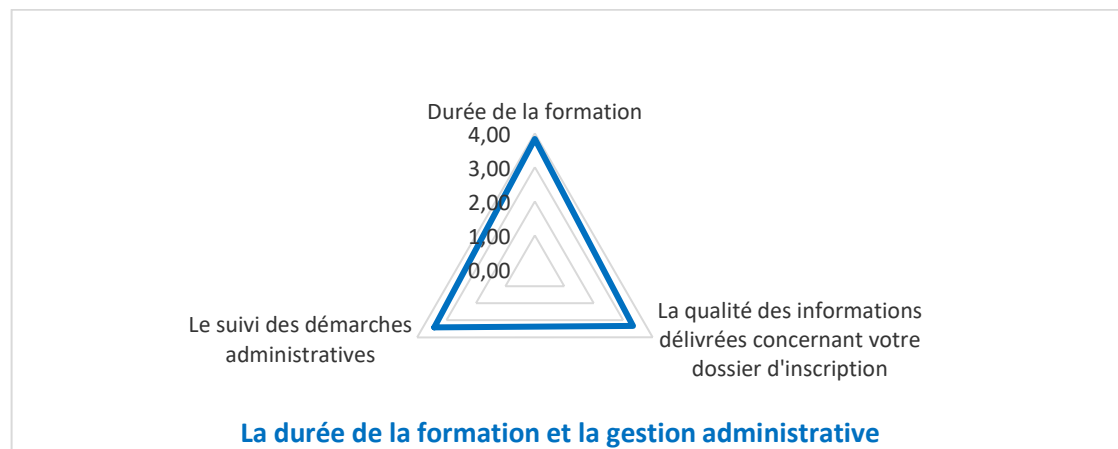 Durée de la formation
4,00
3,00
2,00
1,00
0,00
Le suivi des démarches
administratives
La qualité des informations
délivrées concernant votre
dossier d'inscription
La durée de la formation et la gestion administrative